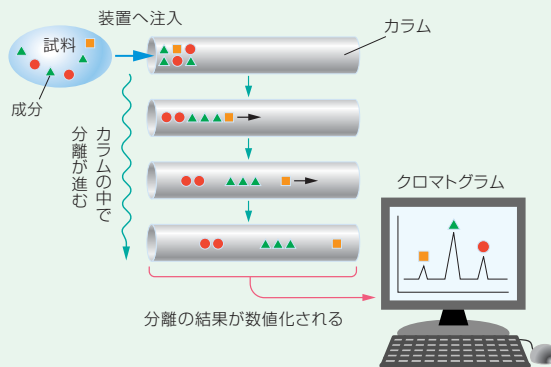 装置へ注入
試料
成分
カラム
カラムの中で
分離が進む
クロマトグラム
分離の結果が数値化される